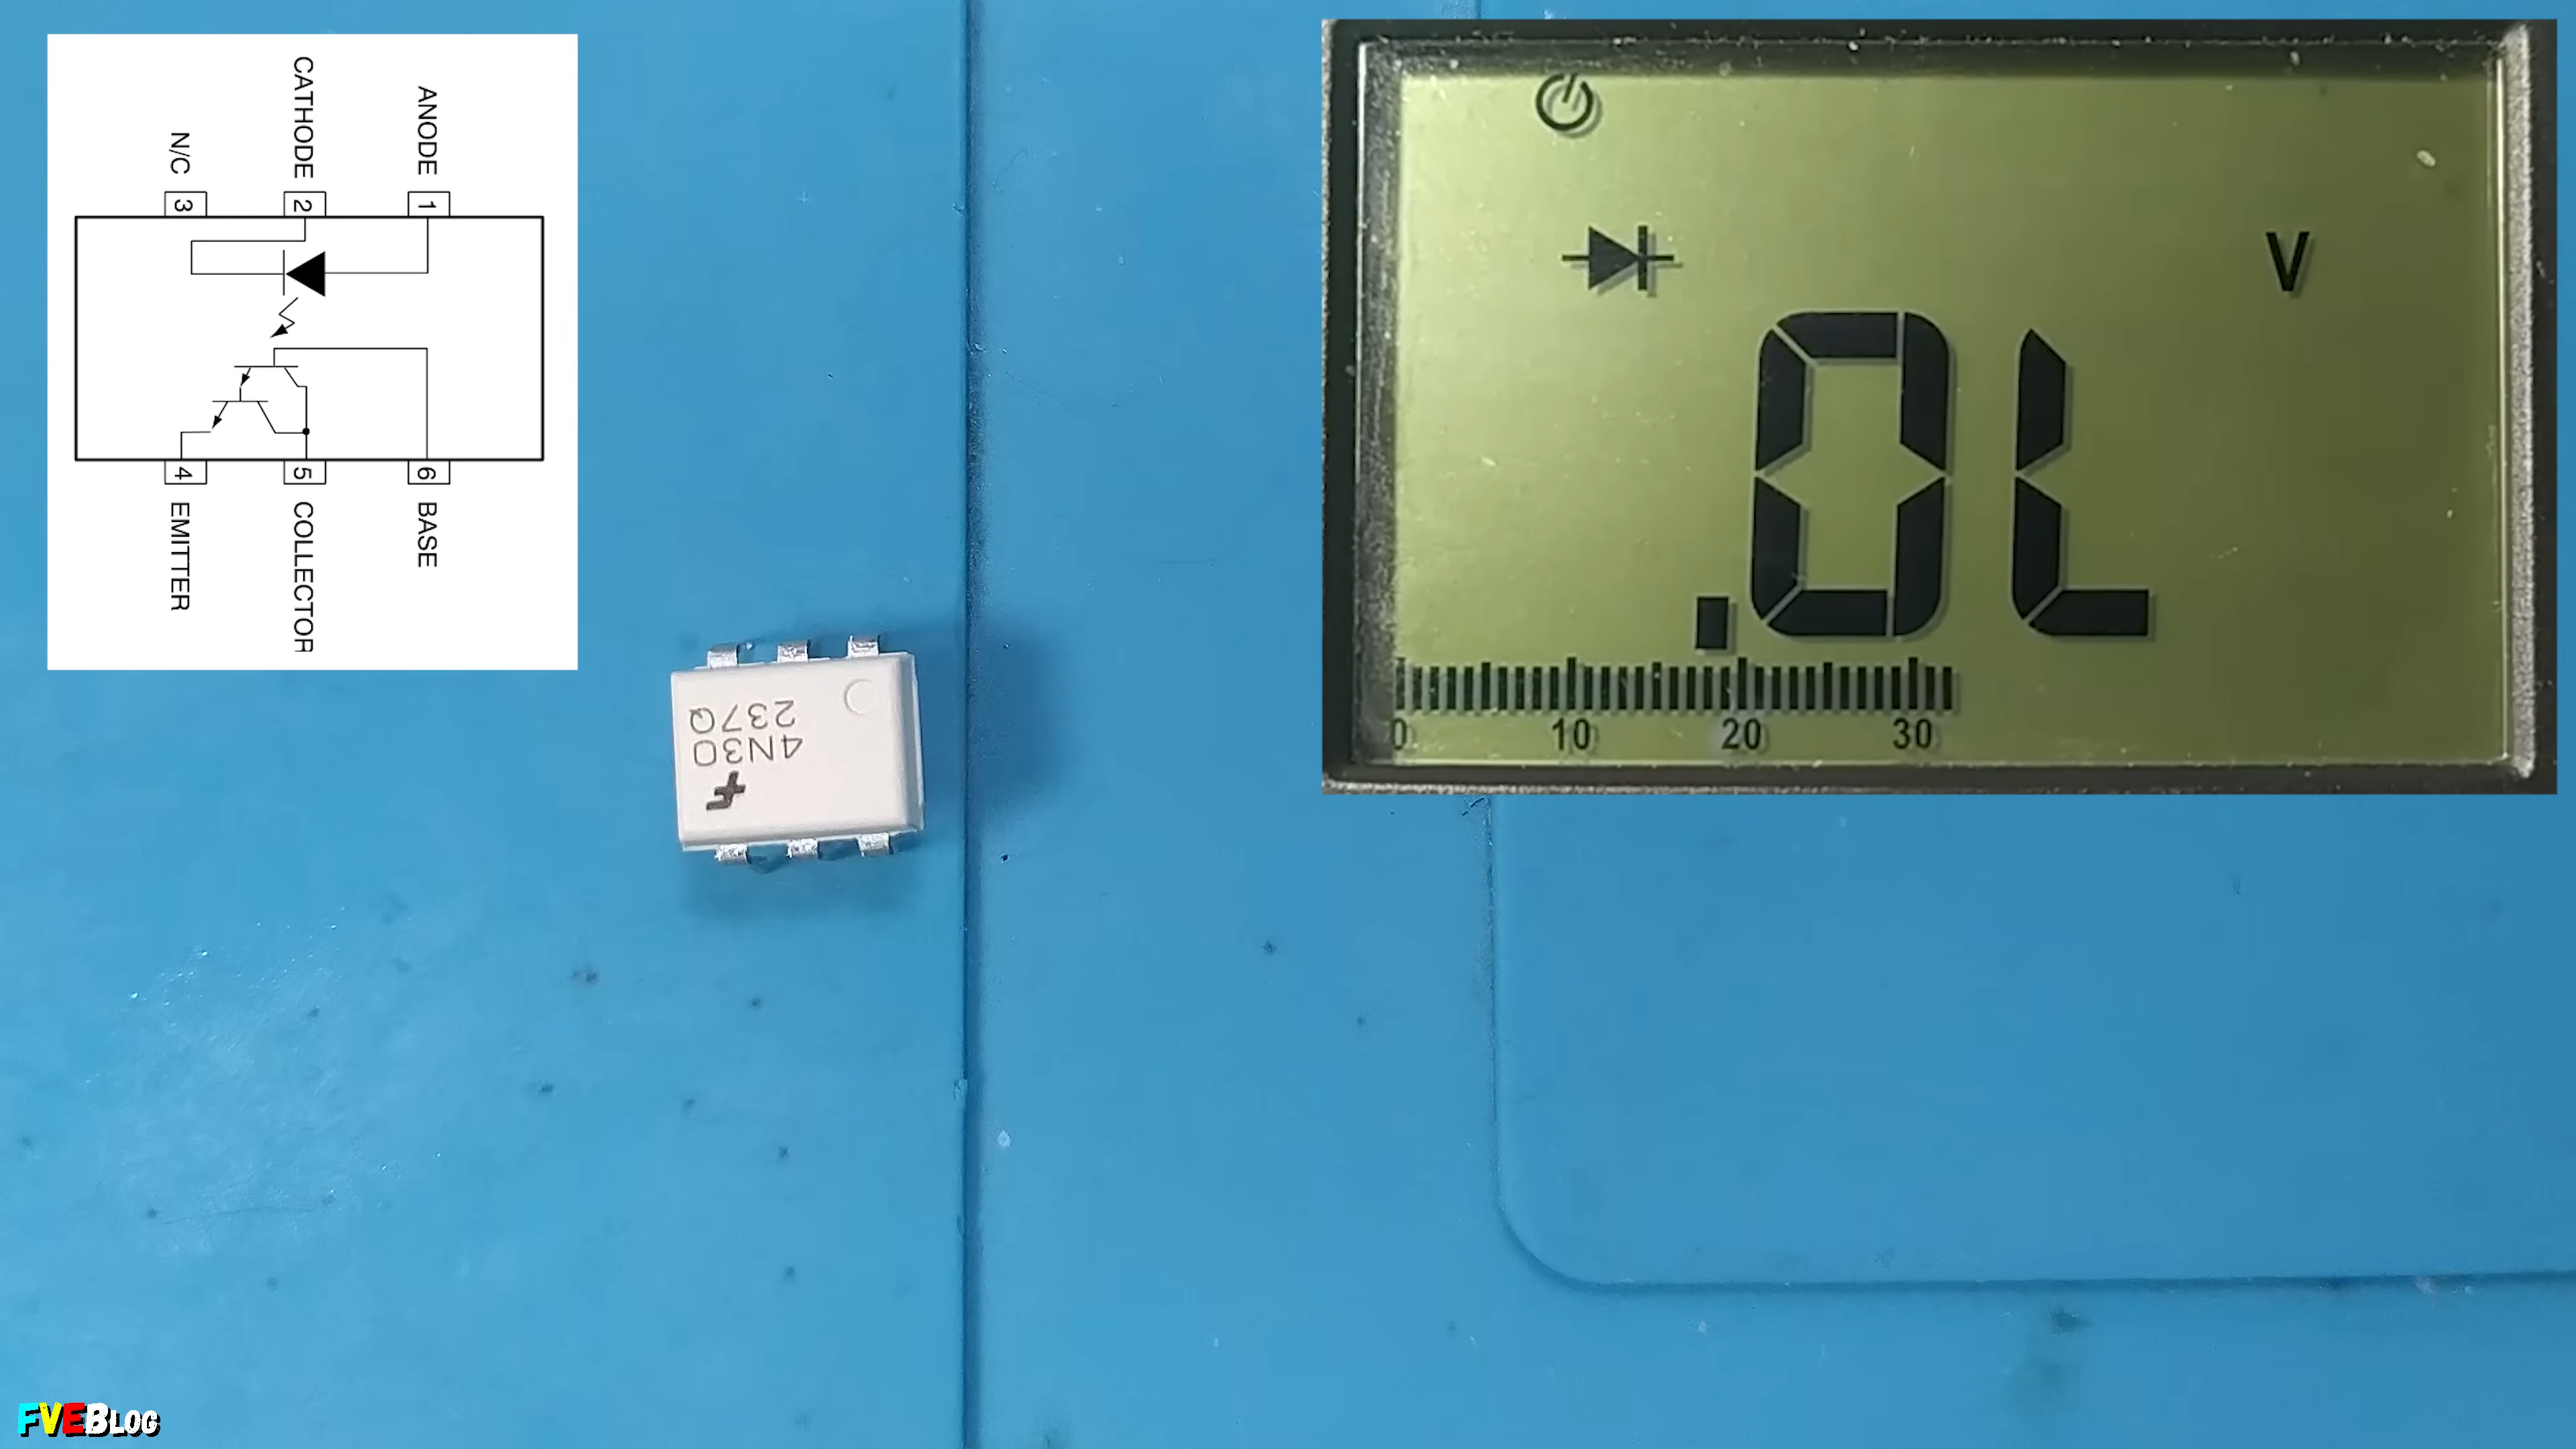 ANODE
CATHODE
N/C
1
2
3
6
5
4
BASE
COLLECTOR
EMITTER
V
.0L
0 10 20 30
4N30
237Q
FVEBLOG